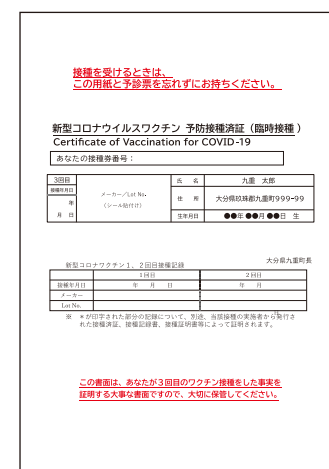 接種を受けるときは、
この用紙と予診票を忘れずにお持ちください。
新型コロナウイルスワクチン 予防接種済証（臨時接種）
Certificate of Vaccination for COVID-19
あなたの接種券番号：
3回目
接種年月日
年
月 日
メーカー／Lot No.
（シール貼付け）
氏 名 九重 太郎
住 所 大分県玖珠郡九重町999-99
生年月日 ●●年 ●●月 ●●日 生
大分県九重町長
新型コロナワクチン１、２回目接種記録
1回目 2回目
接種年月日 年 月 日 年 月
メーカー
Lot No.
※ ＊が印字された部分の記録について、別途、当該接種の実施者から発行さ
れた接種済証、接種記録書、接種証明書等によって証明されます。
この書面は、あなたが３回目のワクチン接種をした事実を
証明する大事な書面ですので、大切に保管してください。